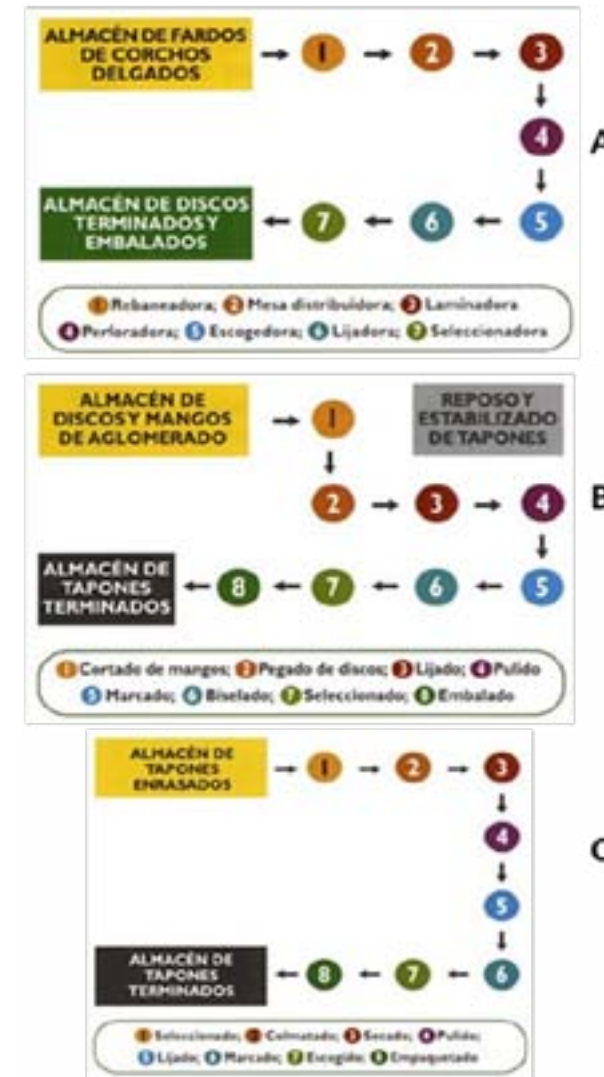 ALMACÉN DE FARDOS
DE CORCHOS
DELGADOS
1
2
3
4
A
ALMACÉN DE DISCOS
TERMINADOS Y
EMBALADOS
7
6
5
1 Rebaneadora; 2 Mesa distribuidora; 3 Laminadora
4 Perforadora; 5 Escogedora; 6 Lijadora; 7 Seleccionadora
ALMACÉN DE
DISCOS Y MANGOS
DE AGLOMERADO
1
REPOSO Y
ESTABILIZADO
DE TAPONES
2
3
4
B
ALMACÉN DE
TAPONES
TERMINADOS
8
7
6
5
1 Cortado de mangos; 2 Pegado de discos; 3 Lijado; 4 Pulido
5 Marcado; 6 Biselado; 7 Seleccionado; 8 Embalado
ALMACÉN DE
TAPONES
ENRASADOS
1
2
3
4
C
5
ALMACÉN DE
TAPONES
TERMINADOS
8
7
6
1 Seleccionado; 2 Colmatado; 3 Secado; 4 Pulido;
5 Lijado; 6 Marcado; 7 Escogido; 8 Empaquetado